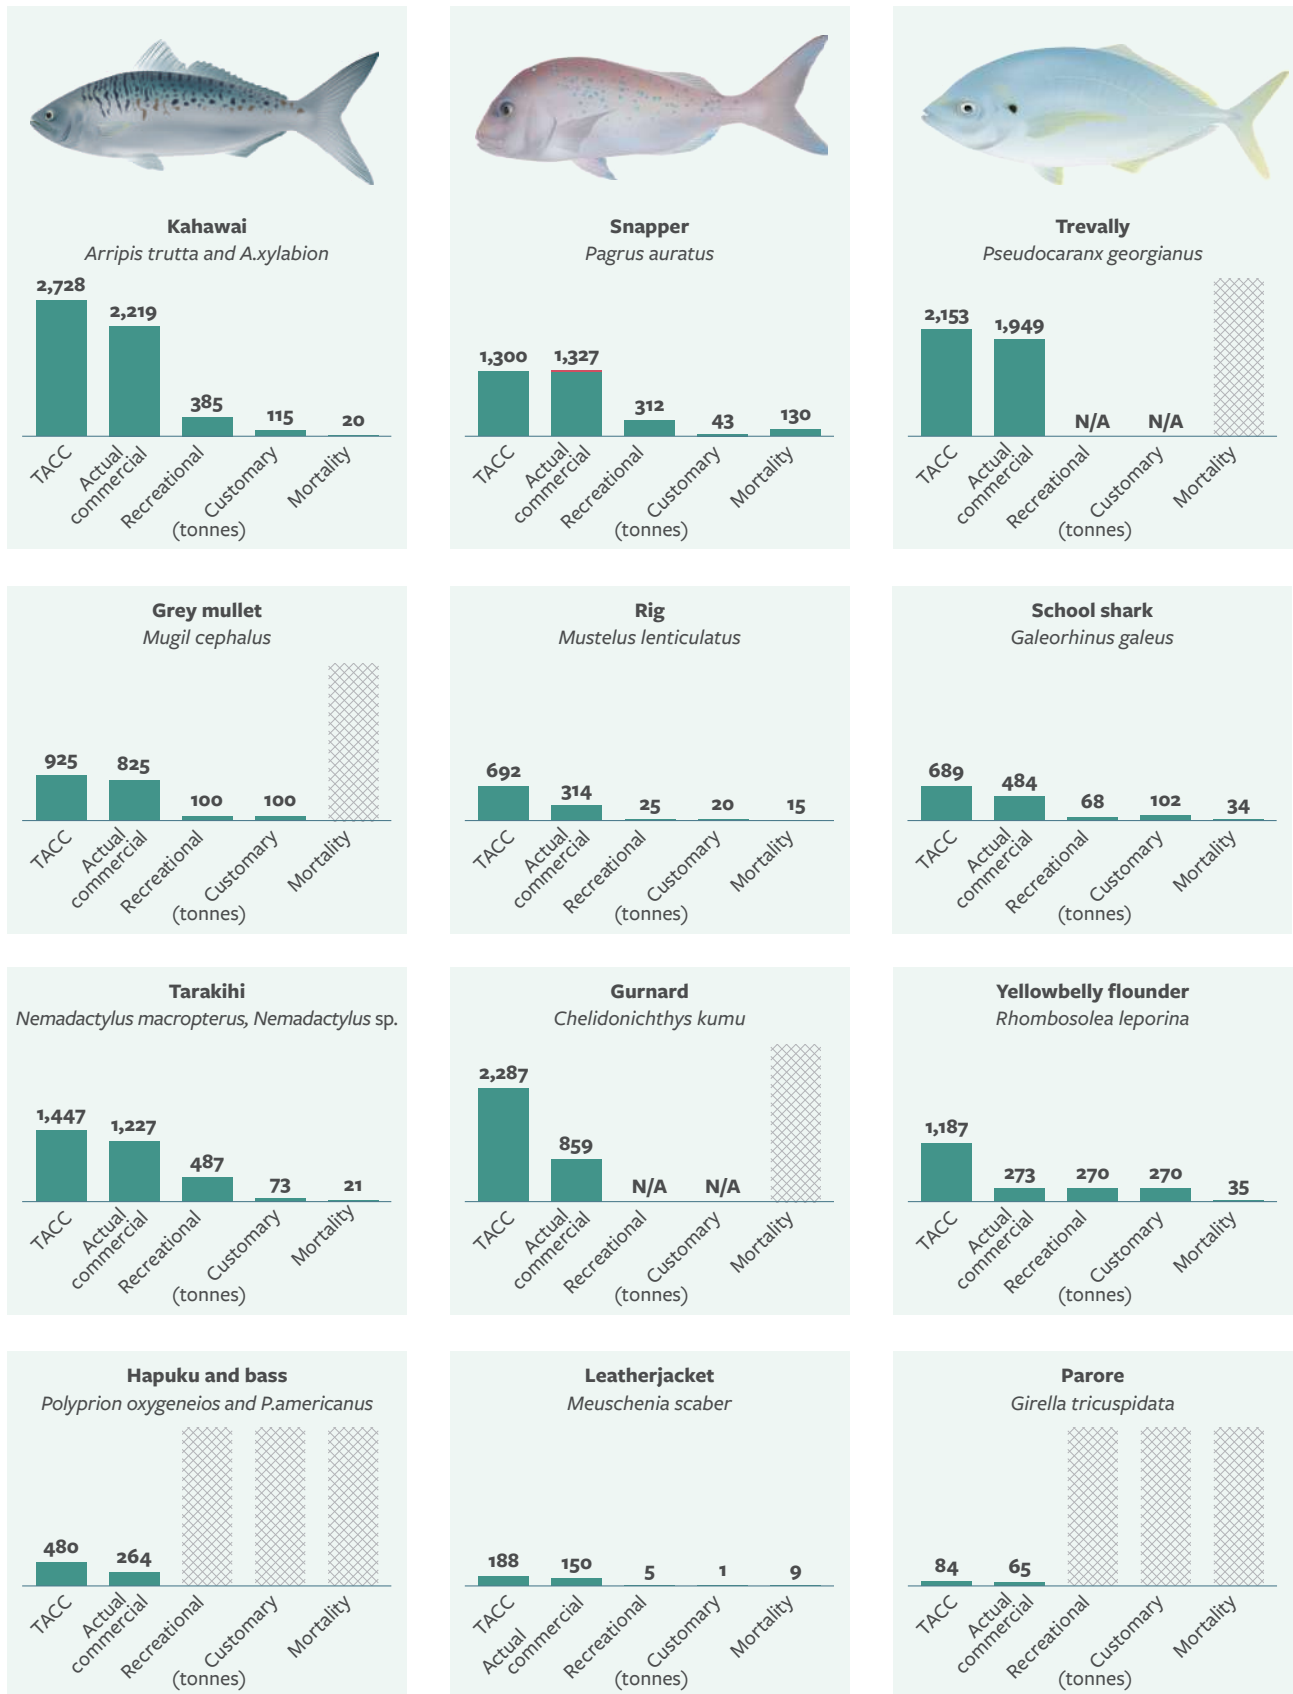 Kahawai
Arripis trutta and A.xylabion
2,728
2,219
385
115
20
TACC
Actual
commercial
Recreational
Customary
Mortality
(tonnes)
Snapper
Pagrus auratus
1,300
1,327
312
43
130
TACC
Actual
commercial
Recreational
Customary
Mortality
(tonnes)
Trevally
Pseudocaranx georgianus
2,153
1,949
N/A
N/A
TACC
Actual
commercial
Recreational
Customary
Mortality
(tonnes)
Grey mullet
Mugil cephalus
925
825
100
100
TACC
Actual
commercial
Recreational
Customary
Mortality
(tonnes)
Rig
Mustelus lenticulatus
692
314
25
20
15
TACC
Actual
commercial
Recreational
Customary
Mortality
(tonnes)
School shark
Galeorhinus galeus
689
484
68
102
34
TACC
Actual
commercial
Recreational
Customary
Mortality
(tonnes)
Tarakihi
Nemadactylus macropterus, Nemadactylus sp.
1,447
1,227
487
73
21
TACC
Actual
commercial
Recreational
Customary
Mortality
(tonnes)
Gurnard
Chelidonichthys kumu
2,287
859
N/A
N/A
TACC
Actual
commercial
Recreational
Customary
Mortality
(tonnes)
Yellowbelly flounder
Rhombosolea leporina
1,187
273
270
270
35
TACC
Actual
commercial
Recreational
Customary
Mortality
(tonnes)
Hapuku and bass
Polyprion oxygeneios and P.americanus
480
264
TACC
Actual
commercial
Recreational
Customary
Mortality
(tonnes)
Leatherjacket
Meuschenia scaber
188
150
5
1
9
TACC
Actual
commercial
Recreational
Customary
Mortality
(tonnes)
Parore
Girella tricuspidata
84
65
TACC
Actual
commercial
Recreational
Customary
Mortality
(tonnes)